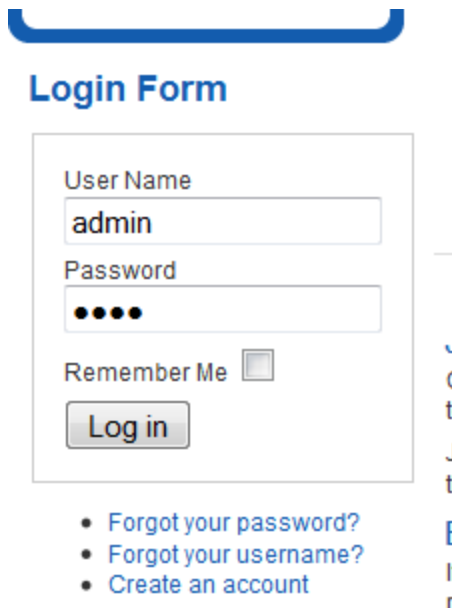 Login Form
User Name
admin
Password
••••
Remember Me
Log in
• Forgot your password?
• Forgot your username?
• Create an account